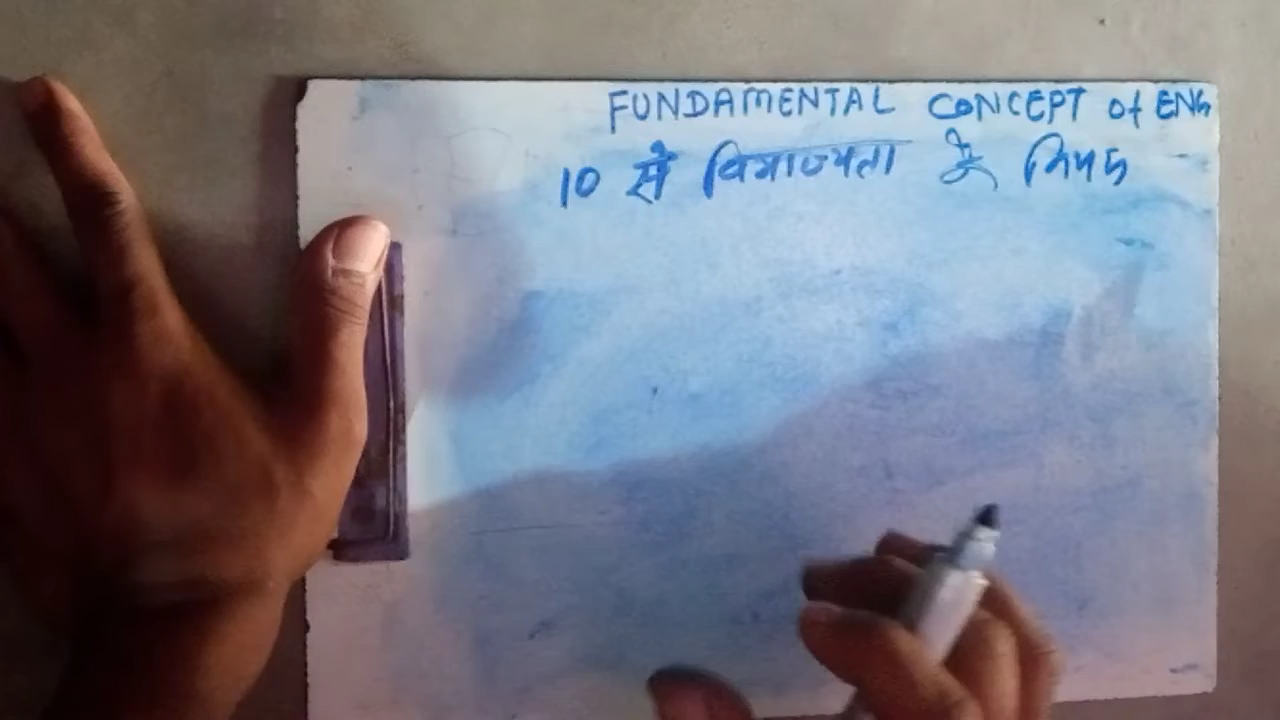 FUNDAMENTAL CONCEPT of ENG
10 से विभाज्यता के नियम